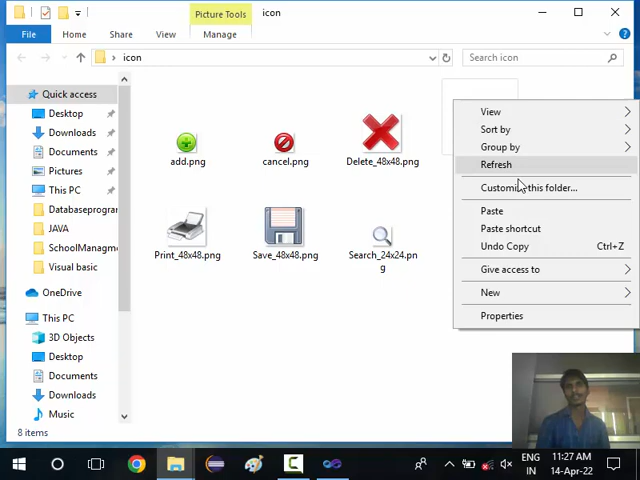 Picture Tools
icon
File
Home
Share
View
Manage
icon
Search icon
Quick access
Desktop
Downloads
Documents
Pictures
This PC
Databaseprogram
JAVA
SchoolManagme
Visual basic
OneDrive
This PC
3D Objects
Desktop
Documents
Downloads
Music
8 items
add.png
cancel.png
Delete_48x48.png
Print_48x48.png
Save_48x48.png
Search_24x24.pn
g
View
Sort by
Group by
Refresh
Customize this folder...
Paste
Paste shortcut
Undo Copy Ctrl+Z
Give access to
New
Properties
ENG
IN
11:27 AM
14-Apr-22